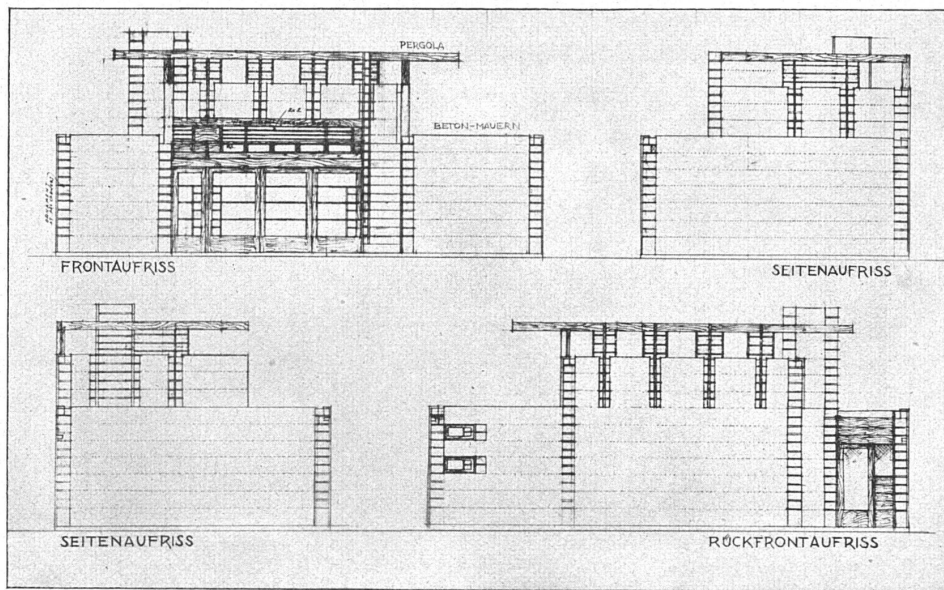 PERGOLA
BETON-MAUERN
FRONTAUFRISS
SEITENAUFRISS
SEITENAUFRISS
RÜCKFRONTAUFRISS